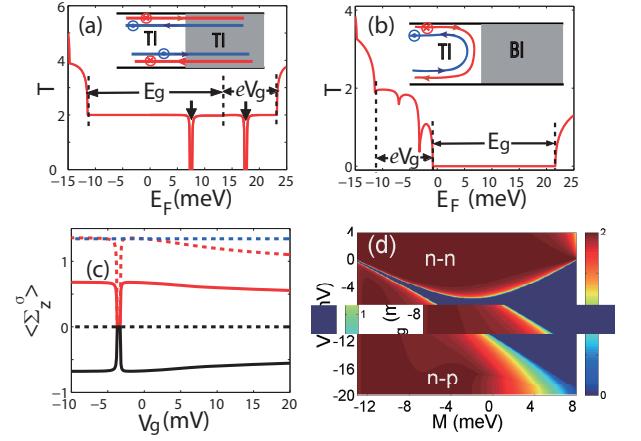 (a)
TI
TI
T
6
4
2
0
Eg
eVg
−15
−10
−5
0
5
10
15
20
25
E_F(meV)
(b)
TI
BI
T
4
2
0
eVg
Eg
−15
−10
−5
0
5
10
15
20
25
E_F(meV)
(c)
<Σ_z^σ>
1
0
−1
−10
−5
0
5
10
15
20
V_g(mV)
(d)
n-n
n-p
4
0
-4
-8
-12
-16
-20
-12
-8
-4
0
4
8
M (meV)
2
1
0